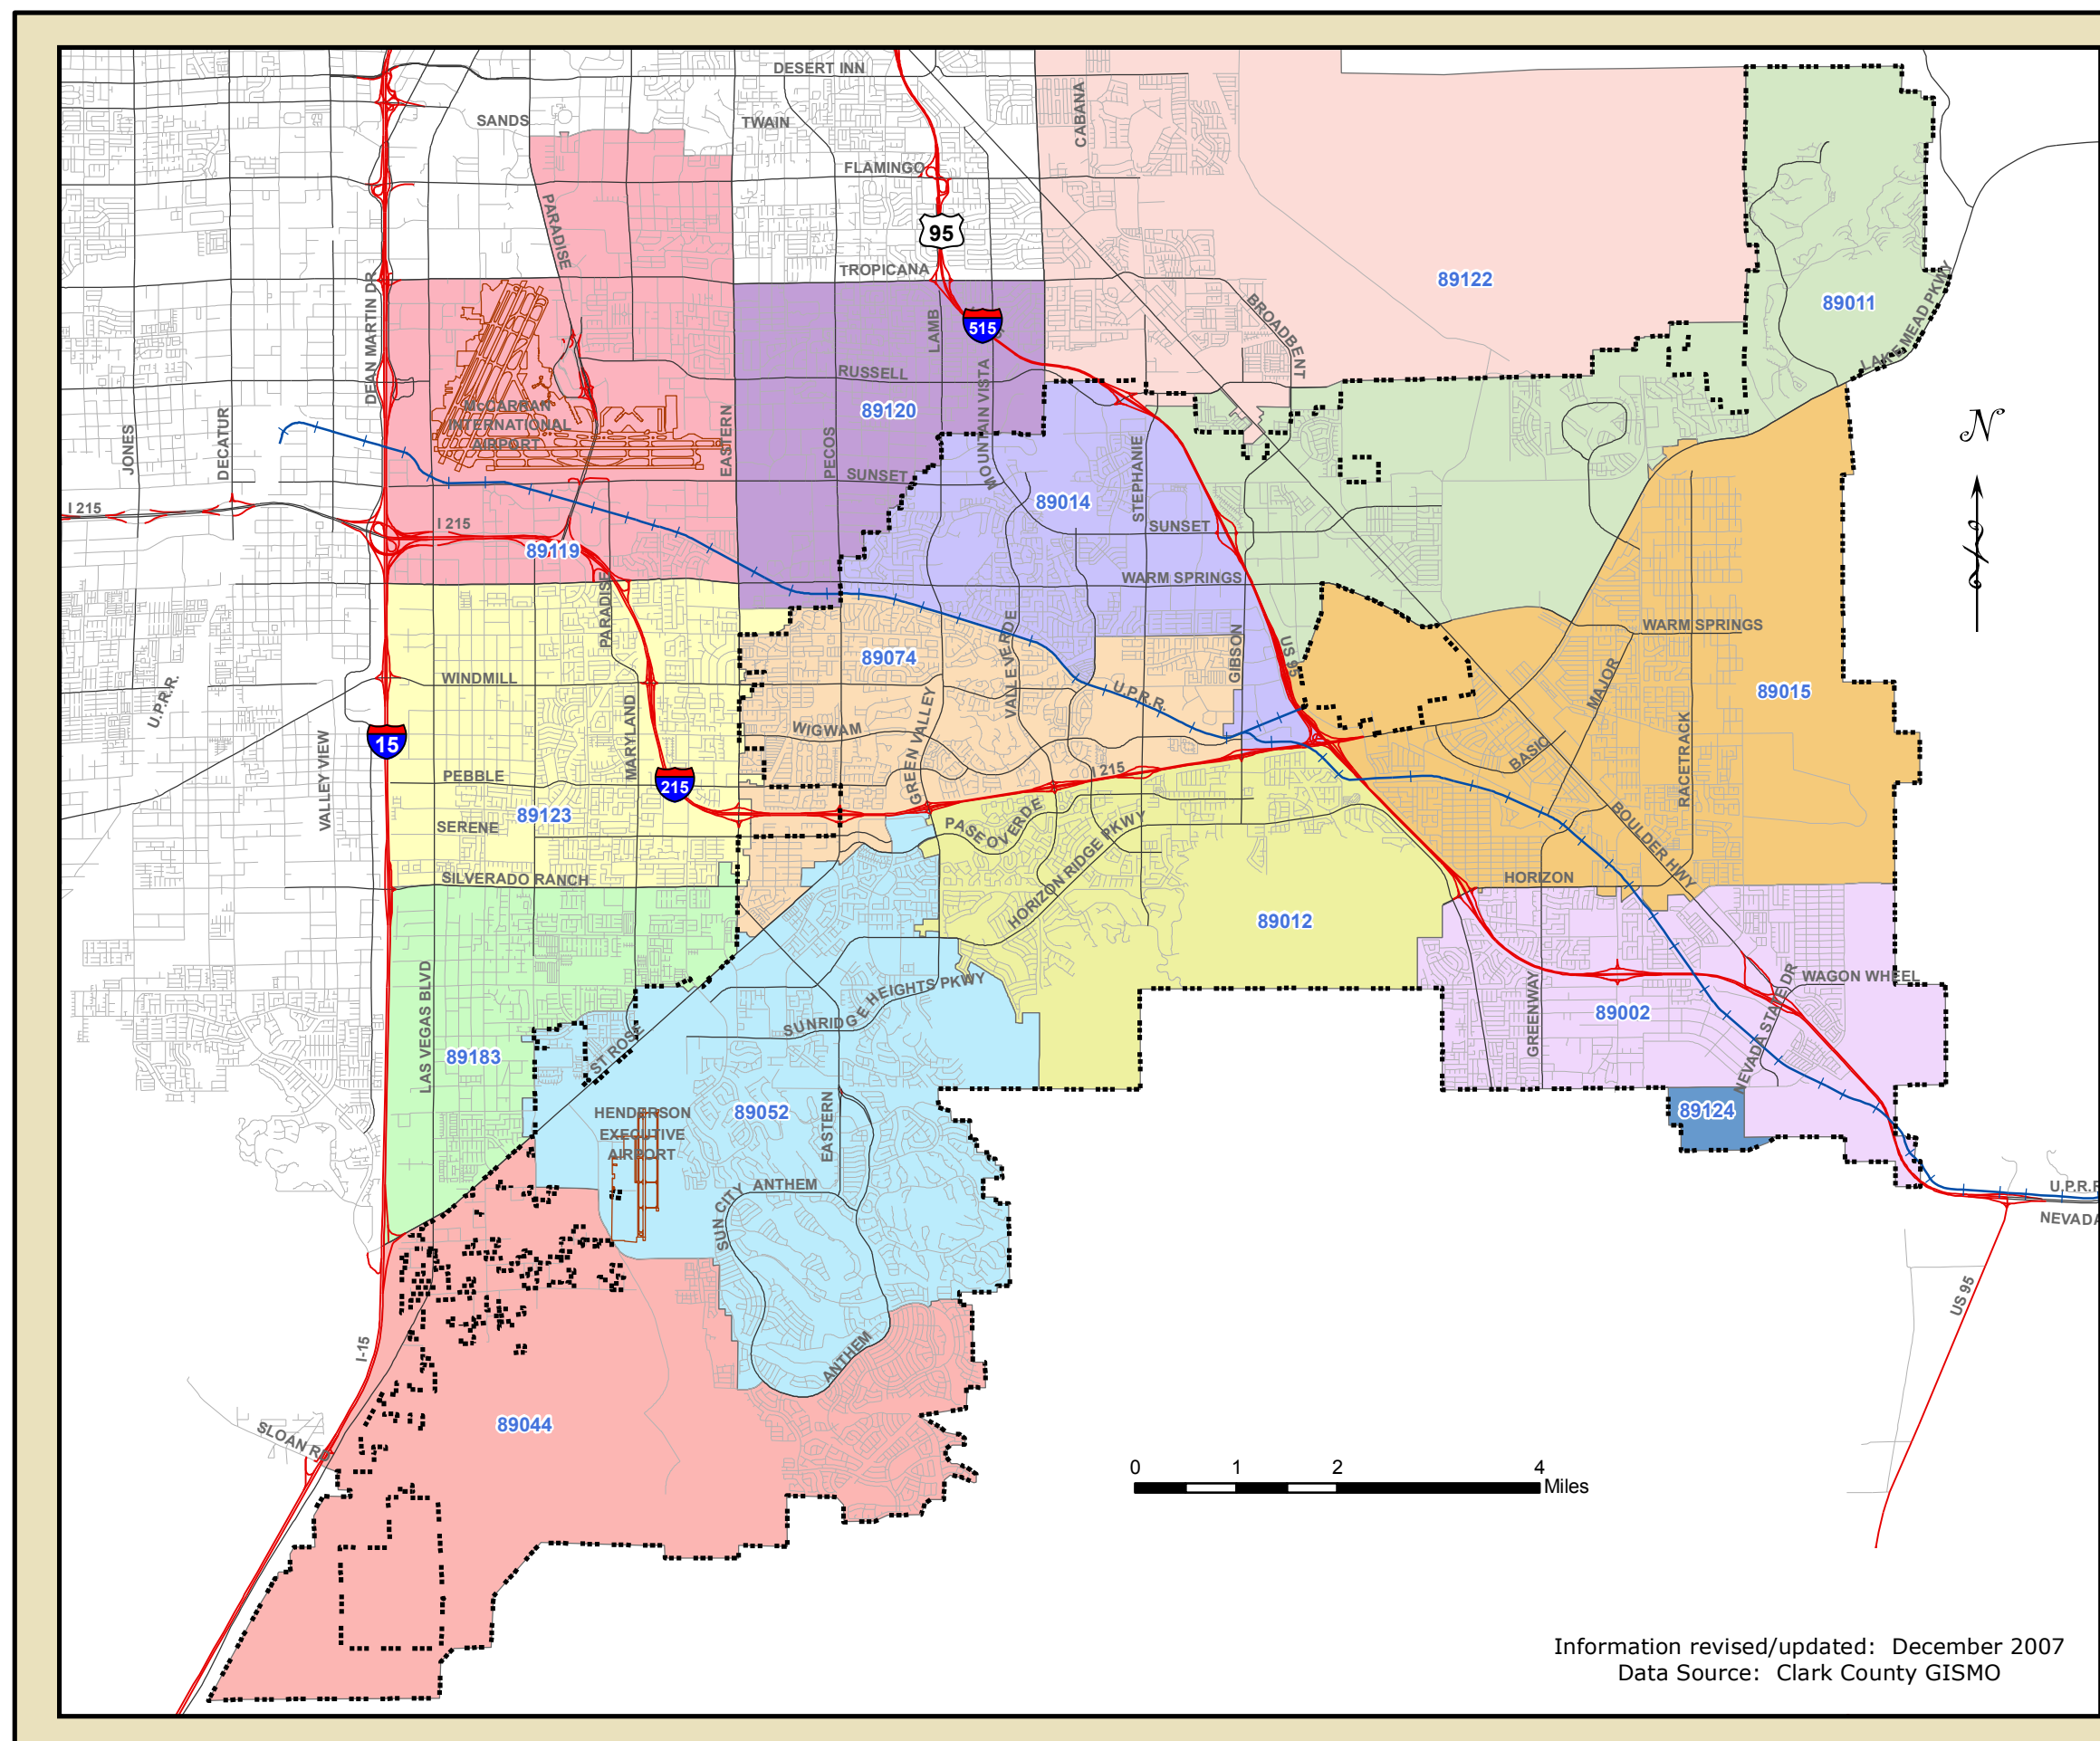 DESERT INN
SANDS
TWAIN
CABANA
FLAMINGO
PARADISE
95
TROPICANA
89122
89011
LAKE MEAD PKWY
DEAN MARTIN DR
LAMB
515
BROADBENT
RUSSELL
MOUNTAIN VISTA
McCARRAN
INTERNATIONAL
AIRPORT
89120
EASTERN
PECOS
JONES
DECATUR
SUNSET
STEPHANIE
89014
SUNSET
N
I 215
I 215
89119
WARM SPRINGS
PARADISE
WARM SPRINGS
89074
VALLE VERDE
GIBSON
US 95
WINDMILL
U.P.R.R.
U.P.R.R.
MAJOR
89015
15
VALLEY VIEW
MARYLAND
WIGWAM
GREEN VALLEY
BASIC
RACETRACK
PEBBLE
215
I 215
89123
SERENE
PASEO VERDE
HORIZON RIDGE PKWY
BOULDER HWY
SILVERADO RANCH
HORIZON
89012
LAS VEGAS BLVD
SUNRIDGE HEIGHTS PKWY
WAGON WHEEL
GREENWAY
89002
NEVADA STATE DR
ST ROSE
89183
HENDERSON
EXECUTIVE
AIRPORT
89052
EASTERN
89124
SUN CITY
ANTHEM
U.P.R.R
NEVADA
US 95
I-15
ANTHEM
89044
SLOAN RD
0 1 2 4
Miles
Information revised/updated: December 2007
Data Source: Clark County GISMO